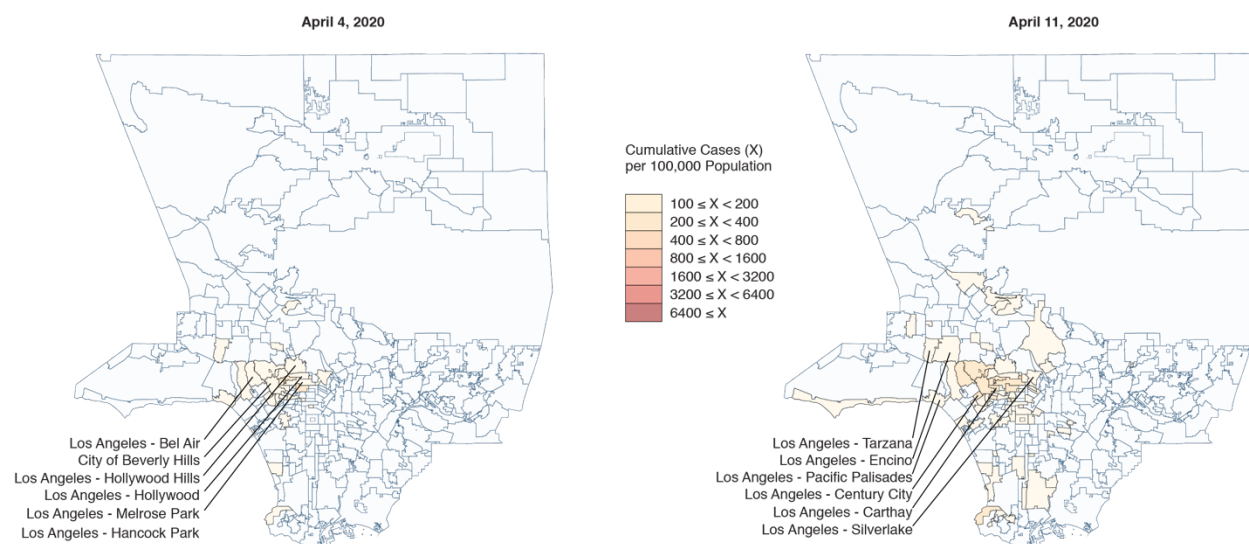 April 4, 2020
April 11, 2020
Cumulative Cases (X)
per 100,000 Population
100 ≤ X < 200
200 ≤ X < 400
400 ≤ X < 800
800 ≤ X < 1600
1600 ≤ X < 3200
3200 ≤ X < 6400
6400 ≤ X
Los Angeles - Bel Air
City of Beverly Hills
Los Angeles - Hollywood Hills
Los Angeles - Hollywood
Los Angeles - Melrose Park
Los Angeles - Hancock Park
Los Angeles - Tarzana
Los Angeles - Encino
Los Angeles - Pacific Palisades
Los Angeles - Century City
Los Angeles - Carthay
Los Angeles - Silverlake